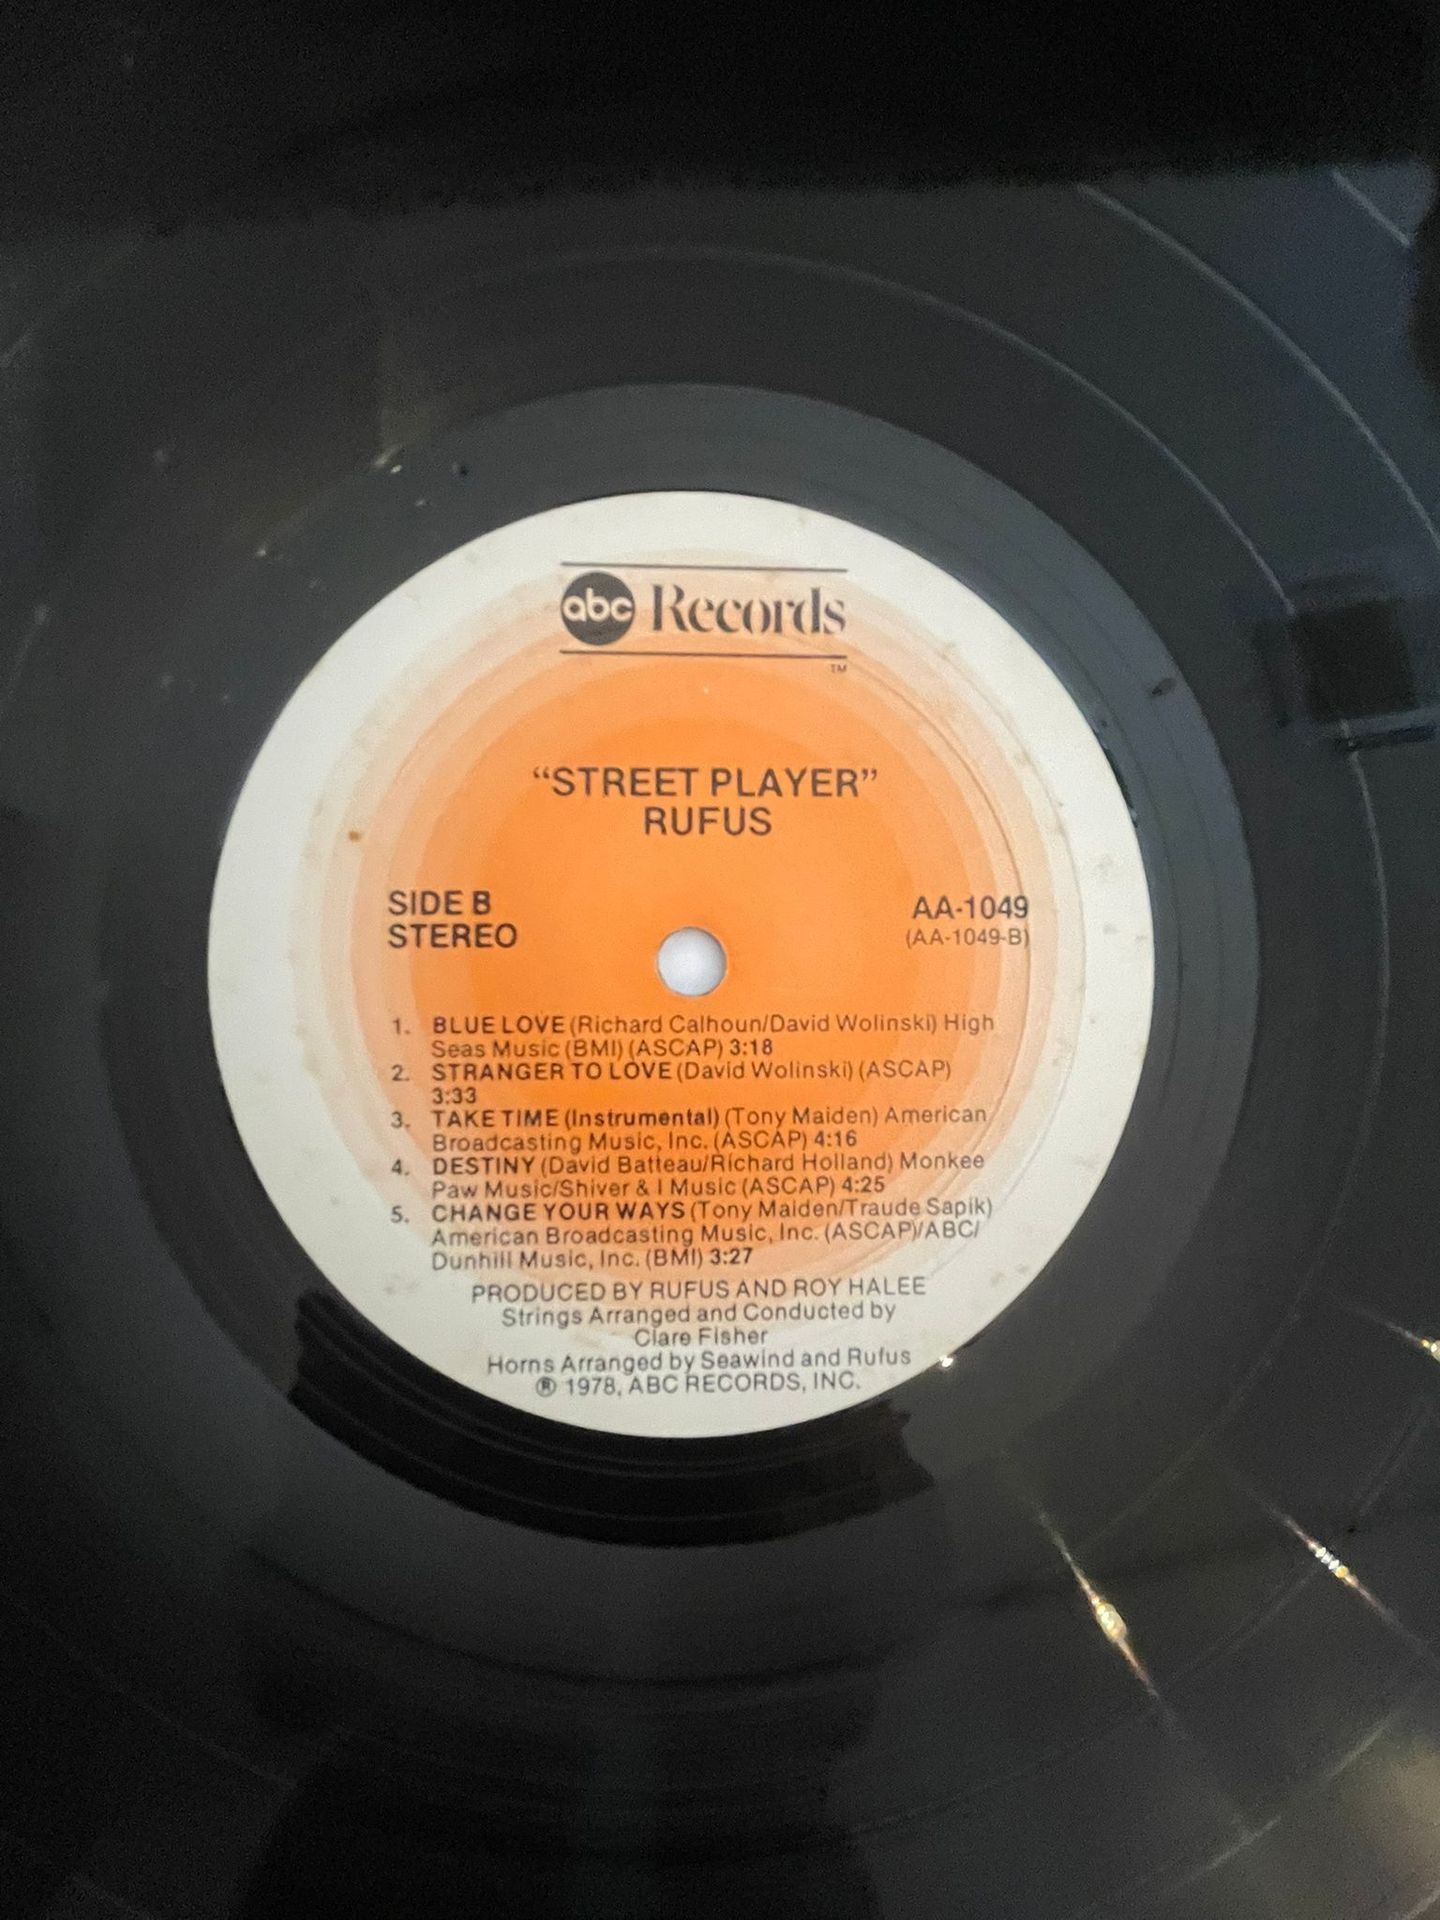 abc Records
TM
“STREET PLAYER”
RUFUS
SIDE B
STEREO
AA-1049
(AA-1049-B)
1. BLUE LOVE (Richard Calhoun/David Wolinski) High
Seas Music (BMI) (ASCAP) 3:18
2. STRANGER TO LOVE (David Wolinski) (ASCAP)
3:33
3. TAKE TIME (Instrumental) (Tony Maiden) American
Broadcasting Music, Inc. (ASCAP) 4:16
4. DESTINY (David Batteau/Richard Holland) Monkee
Paw Music/Shiver & I Music (ASCAP) 4:25
5. CHANGE YOUR WAYS (Tony Maiden/Traude Sapik)
American Broadcasting Music, Inc. (ASCAP)/ABC/
Dunhill Music, Inc. (BMI) 3:27
PRODUCED BY RUFUS AND ROY HALEE
Strings Arranged and Conducted by
Clare Fisher
Horns Arranged by Seawind and Rufus
℗ 1978, ABC RECORDS, INC.